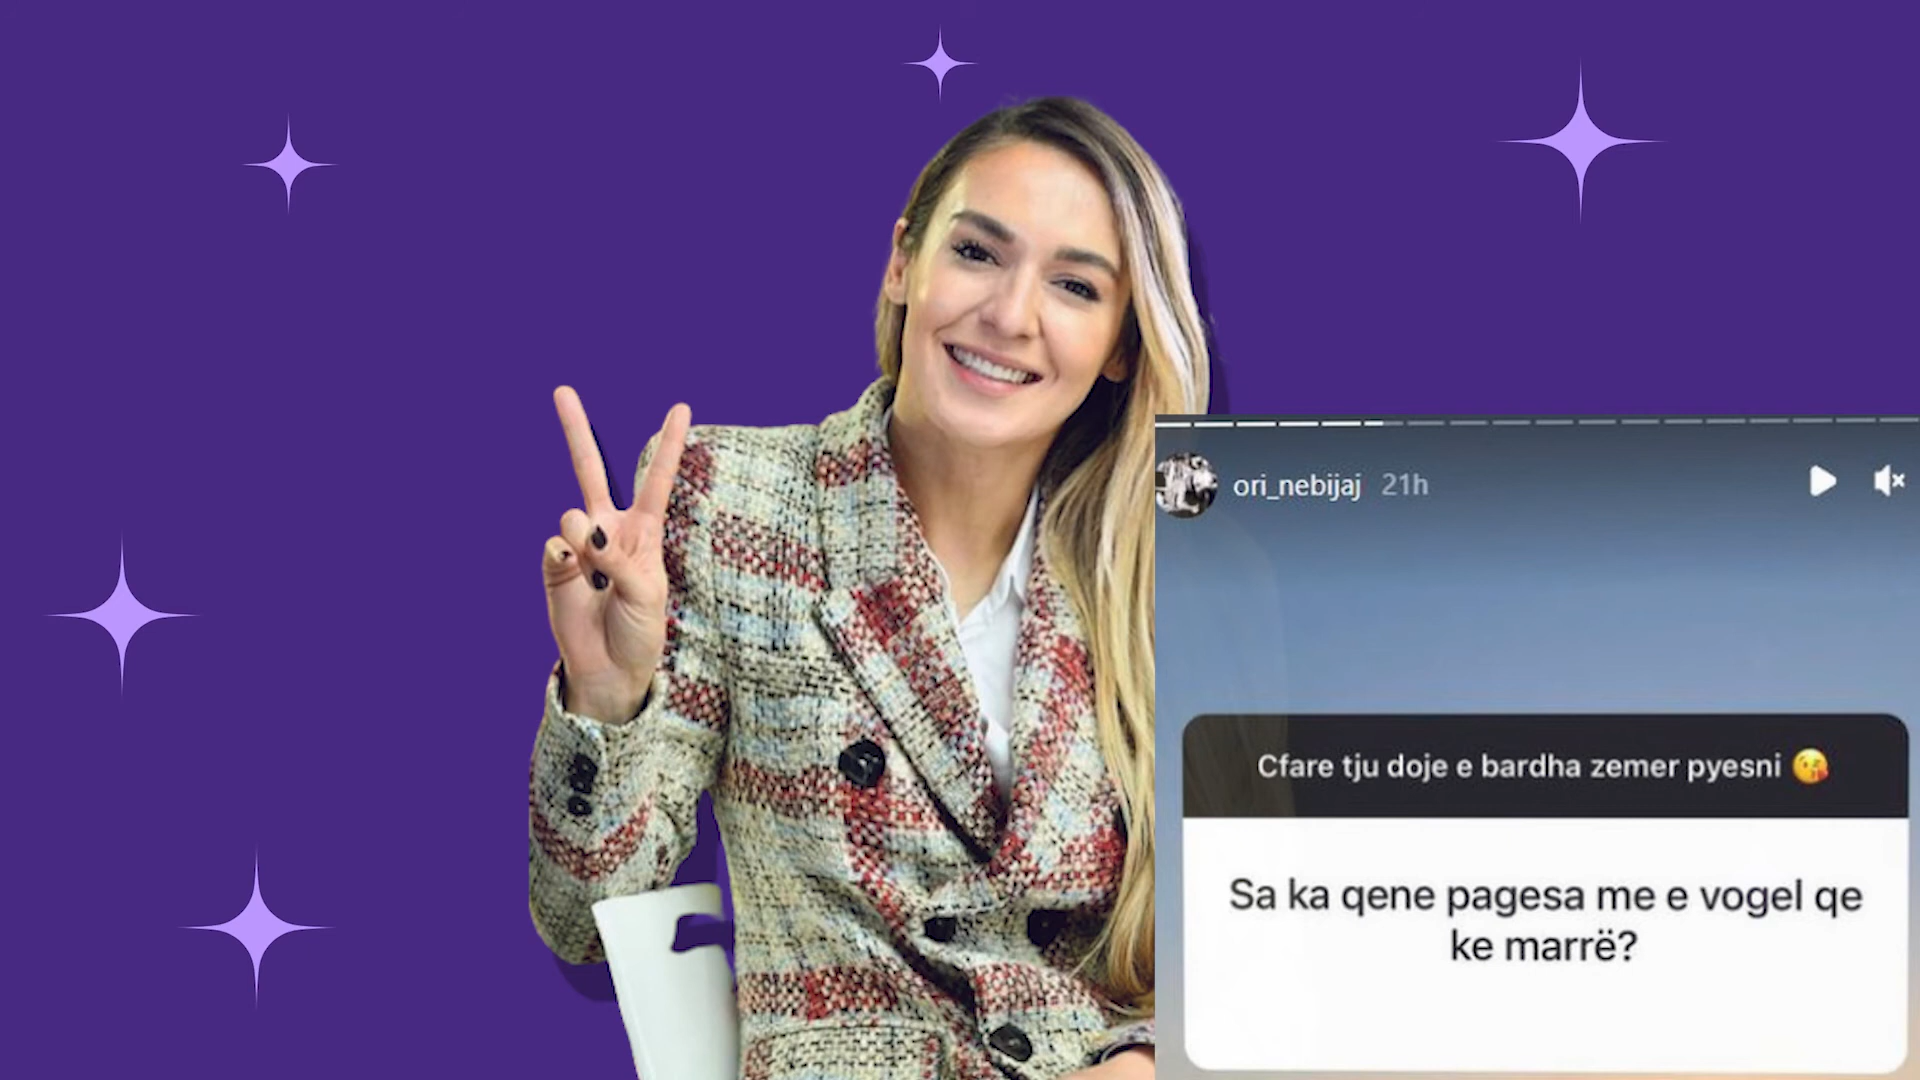 ori_nebijaj 21h
Cfare tju doje e bardha zemer pyesni 😘
Sa ka qene pagesa me e vogel qe
ke marrë?